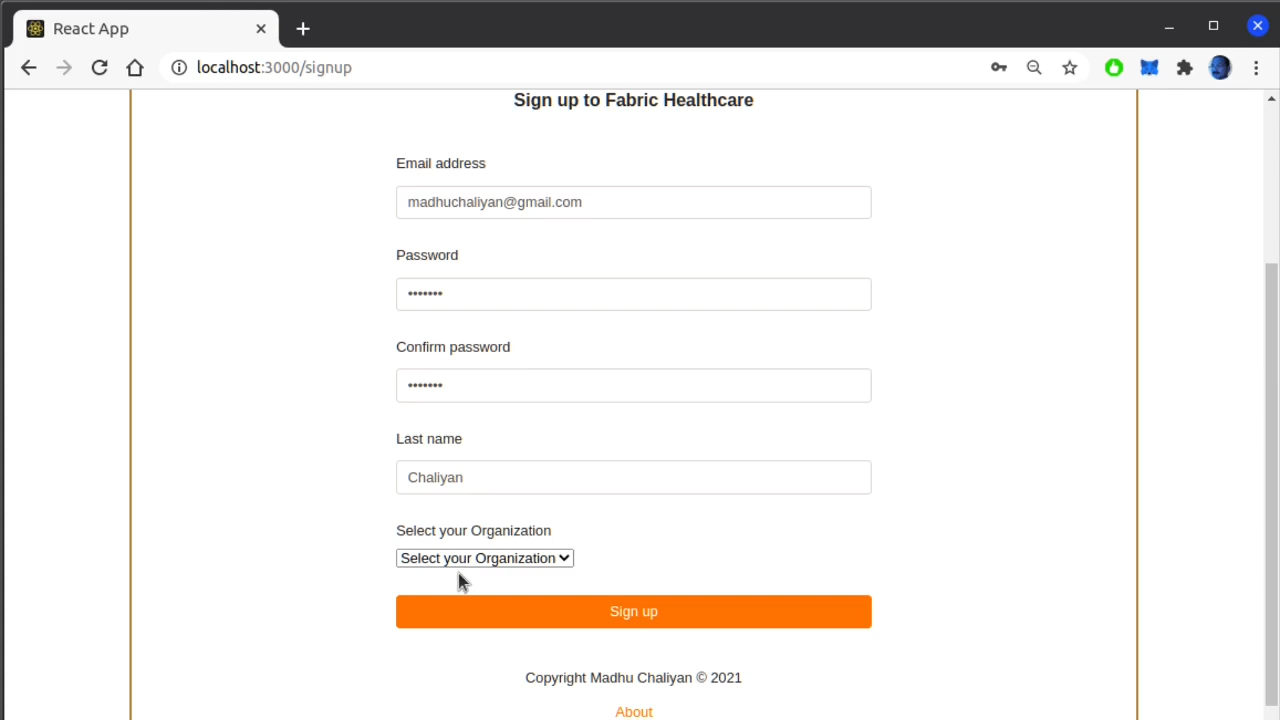 React App
localhost:3000/signup
Sign up to Fabric Healthcare
Email address
madhuchaliyan@gmail.com
Password
•••••••
Confirm password
•••••••
Last name
Chaliyan
Select your Organization
Select your Organization
Sign up
Copyright Madhu Chaliyan © 2021
About